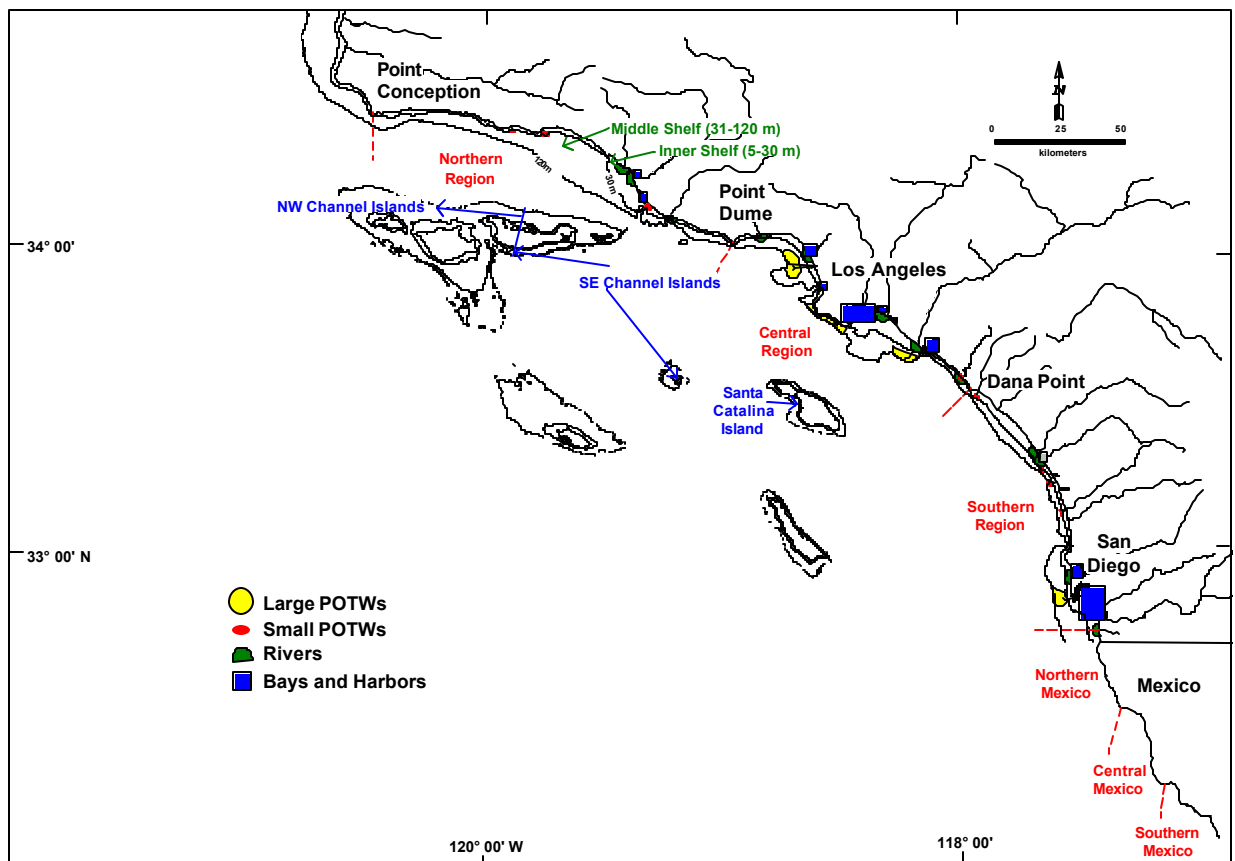 Point
Conception
Middle Shelf (31-120 m)
Inner Shelf (5-30 m)
Northern
Region
120m
30 m
N
0 25 50
kilometers
NW Channel Islands
Point
Dume
34° 00'
SE Channel Islands
Los Angeles
Central
Region
Santa
Catalina
Island
Dana Point
Southern
Region
33° 00' N
San
Diego
Large POTWs
Small POTWs
Rivers
Bays and Harbors
Northern
Mexico
Mexico
Central
Mexico
Southern
Mexico
120° 00' W
118° 00'